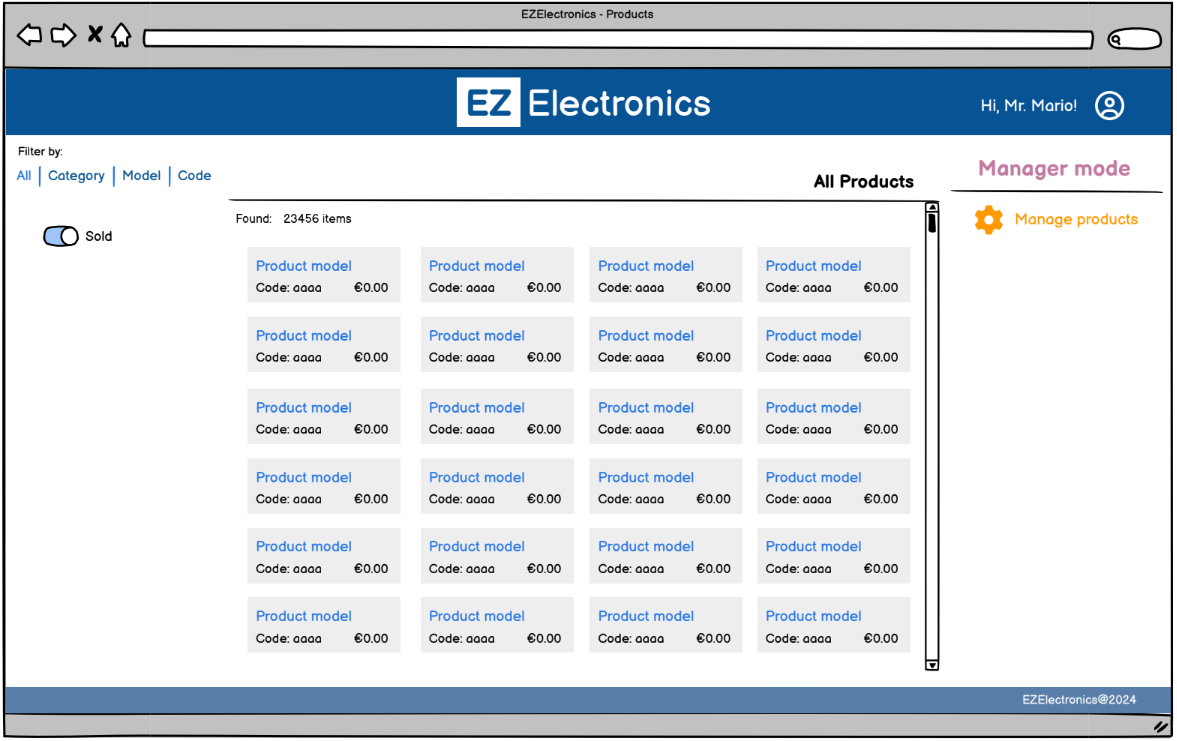 EZElectronics - Products
EZ Electronics
Hi, Mr. Mario!
Filter by:
All | Category | Model | Code
All Products
Manager mode
Sold
Found: 23456 items
Manage products
Product model Product model Product model Product model
Code: aaaa €0.00 Code: aaaa €0.00 Code: aaaa €0.00 Code: aaaa €0.00
Product model Product model Product model Product model
Code: aaaa €0.00 Code: aaaa €0.00 Code: aaaa €0.00 Code: aaaa €0.00
Product model Product model Product model Product model
Code: aaaa €0.00 Code: aaaa €0.00 Code: aaaa €0.00 Code: aaaa €0.00
Product model Product model Product model Product model
Code: aaaa €0.00 Code: aaaa €0.00 Code: aaaa €0.00 Code: aaaa €0.00
Product model Product model Product model Product model
Code: aaaa €0.00 Code: aaaa €0.00 Code: aaaa €0.00 Code: aaaa €0.00
Product model Product model Product model Product model
Code: aaaa €0.00 Code: aaaa €0.00 Code: aaaa €0.00 Code: aaaa €0.00
EZElectronics@2024